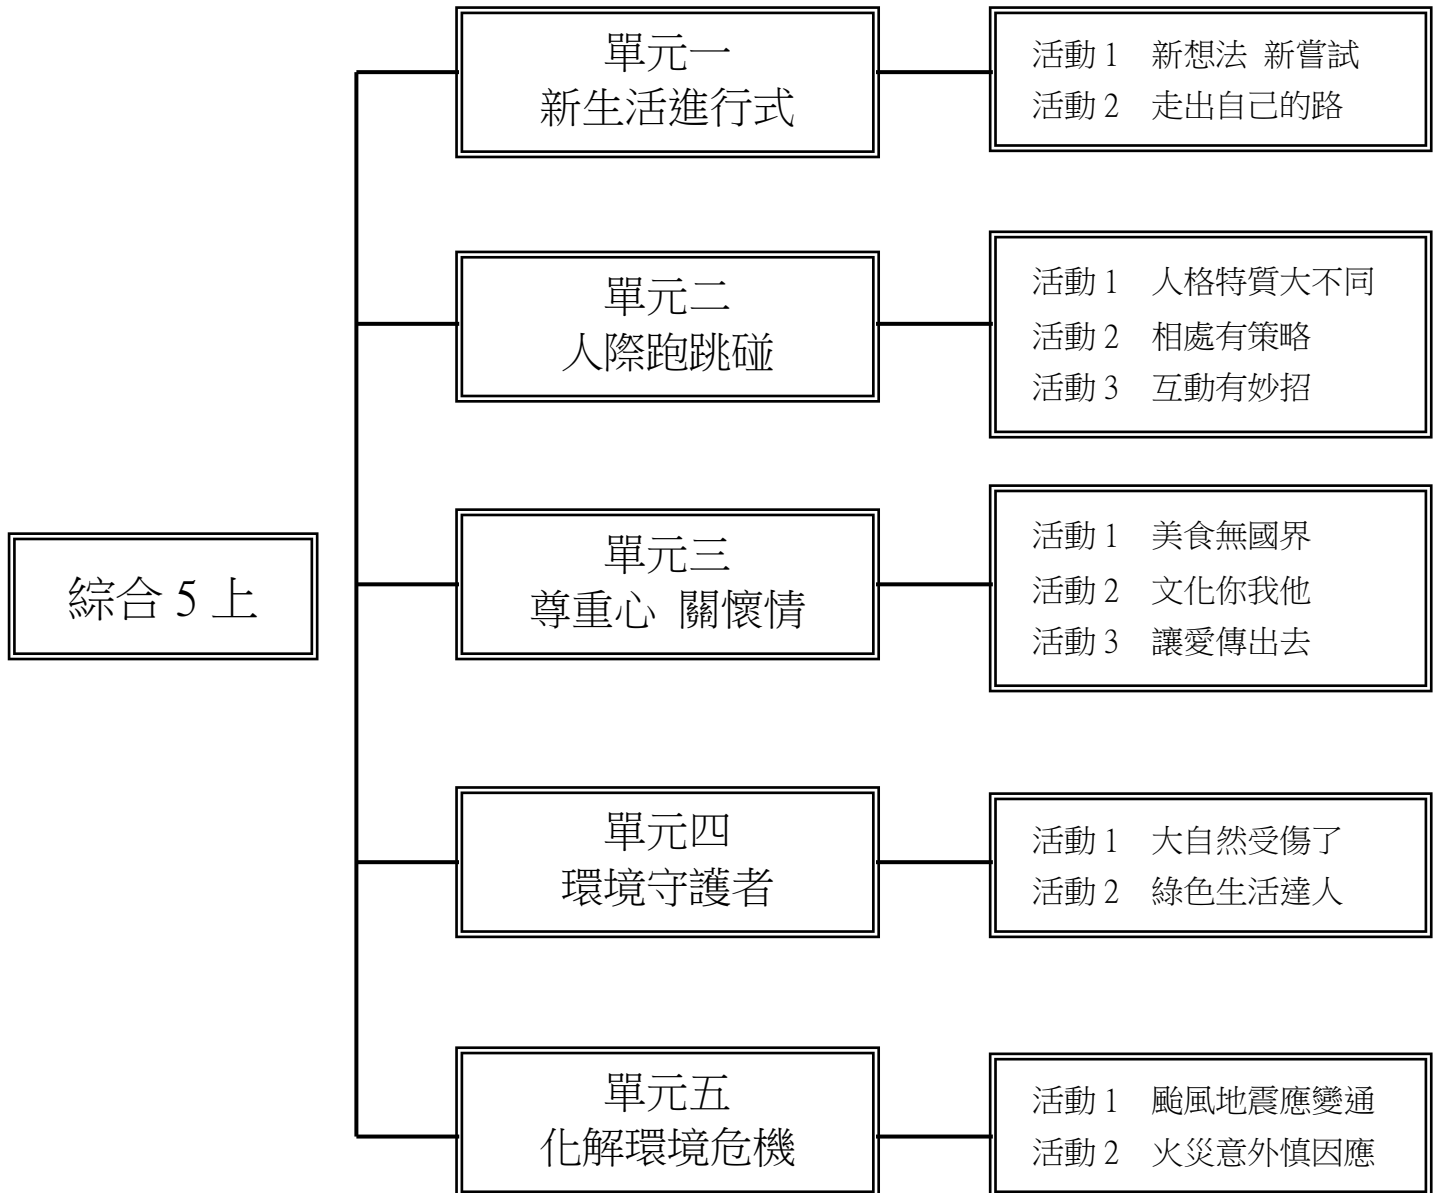 綜合 5 上
單元一
新生活進行式
活動 1 新想法 新嘗試
活動 2 走出自己的路
單元二
人際跑跳碰
活動 1 人格特質大不同
活動 2 相處有策略
活動 3 互動有妙招
單元三
尊重心 關懷情
活動 1 美食無國界
活動 2 文化你我他
活動 3 讓愛傳出去
單元四
環境守護者
活動 1 大自然受傷了
活動 2 綠色生活達人
單元五
化解環境危機
活動 1 颱風地震應變通
活動 2 火災意外慎因應